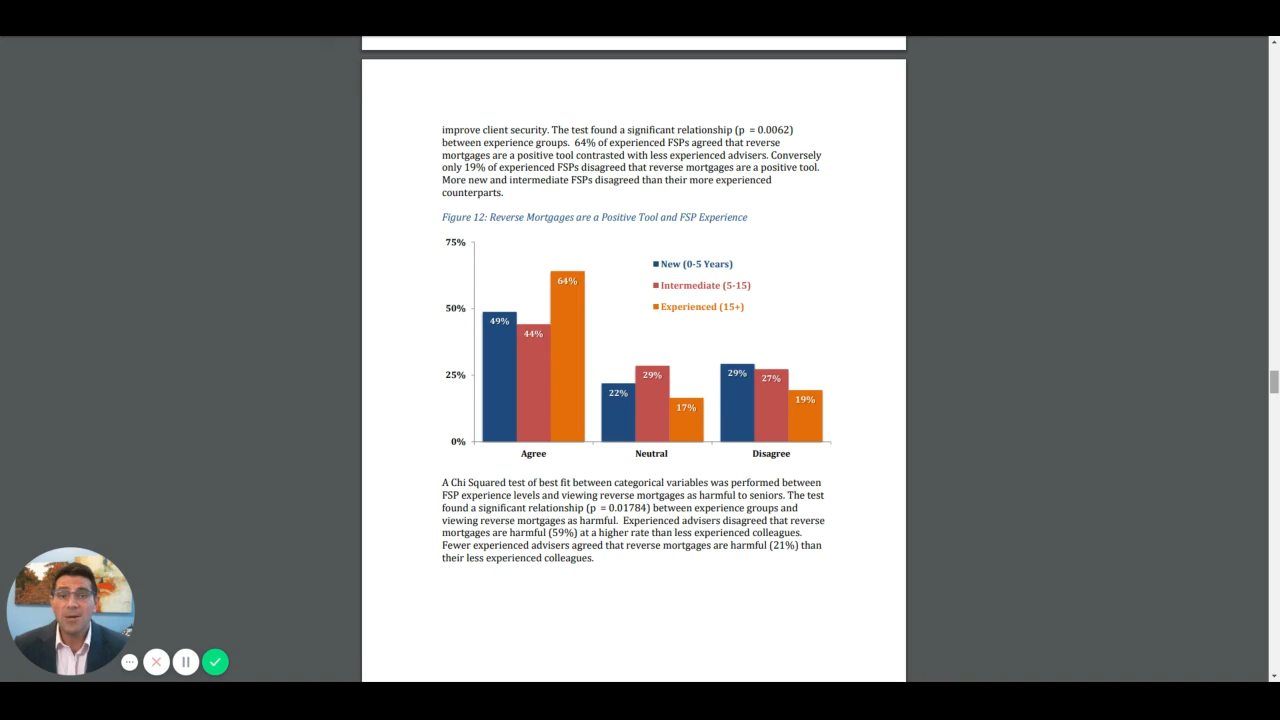 improve client security. The test found a significant relationship (p = 0.0062)
between experience groups. 64% of experienced FSPs agreed that reverse
mortgages are a positive tool contrasted with less experienced advisers. Conversely
only 19% of experienced FSPs disagreed that reverse mortgages are a positive tool.
More new and intermediate FSPs disagreed than their more experienced
counterparts.
Figure 12: Reverse Mortgages are a Positive Tool and FSP Experience
75%
50%
25%
0%
New (0-5 Years)
Intermediate (5-15)
Experienced (15+)
49%
44%
64%
22%
29%
17%
29%
27%
19%
Agree
Neutral
Disagree
A Chi Squared test of best fit between categorical variables was performed between
FSP experience levels and viewing reverse mortgages as harmful to seniors. The test
found a significant relationship (p = 0.01784) between experience groups and
viewing reverse mortgages as harmful. Experienced advisers disagreed that reverse
mortgages are harmful (59%) at a higher rate than less experienced colleagues.
Fewer experienced advisers agreed that reverse mortgages are harmful (21%) than
their less experienced colleagues.